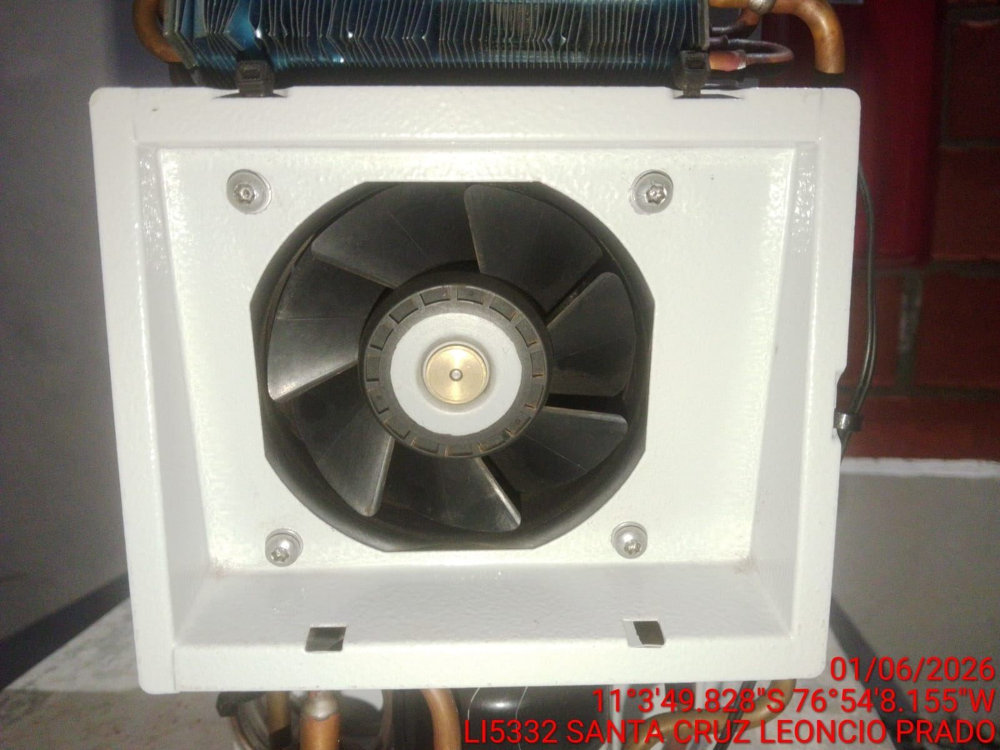 01/06/2026
11°3'49.828"S 76°54'8.155"W
LI5332 SANTA CRUZ LEONCIO PRADO